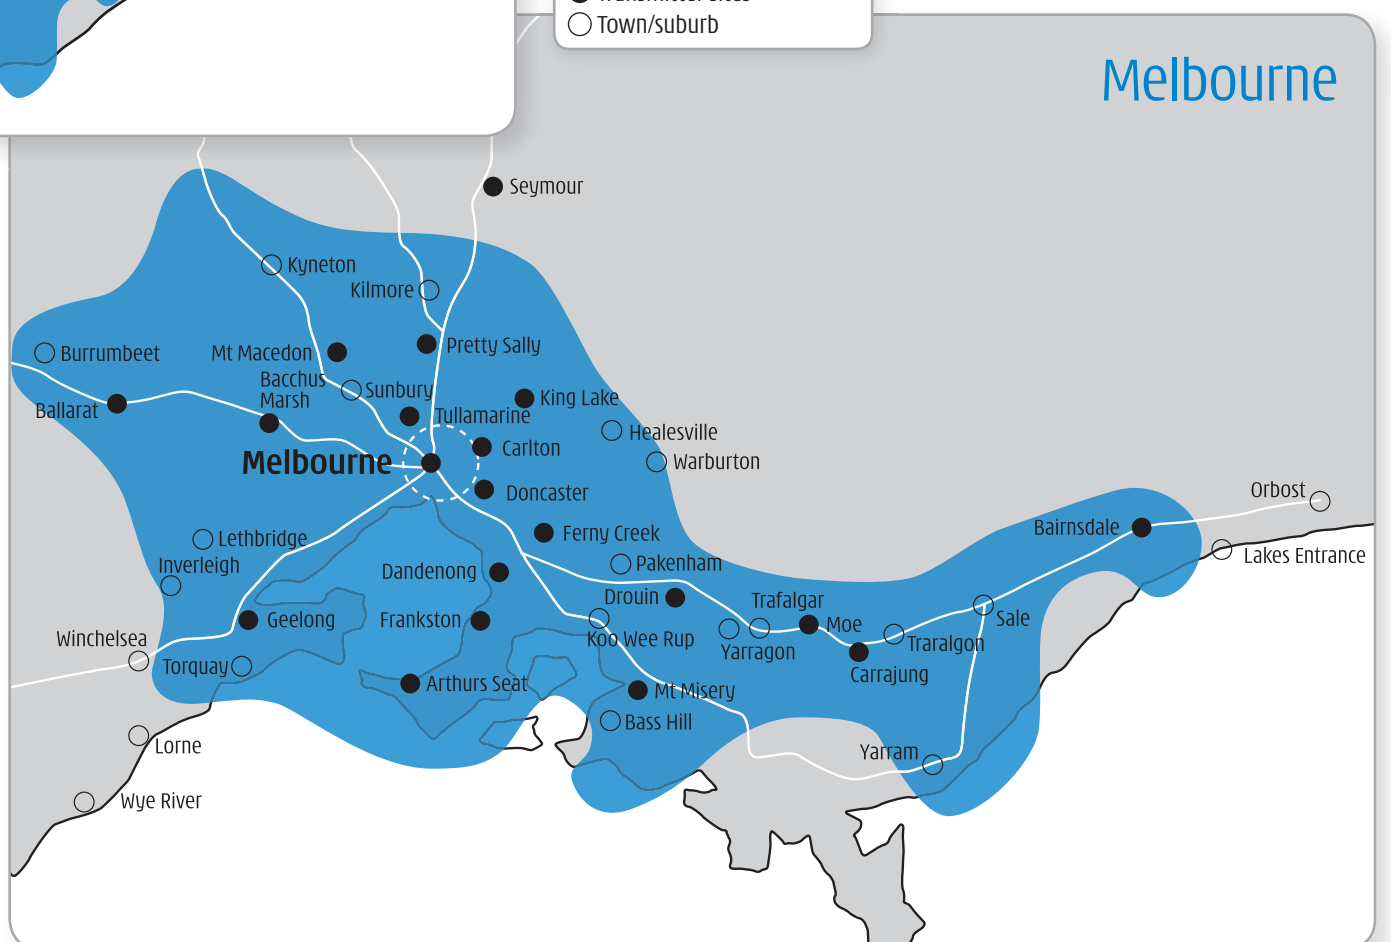 Town/suburb
Melbourne
Seymour
Kyneton
Kilmore
Burrumbeet
Mt Macedon
Pretty Sally
Bacchus
Marsh
Sunbury
King Lake
Ballarat
Tullamarine
Healesville
Carlton
Melbourne
Warburton
Doncaster
Orbost
Bairnsdale
Lethbridge
Ferny Creek
Lakes Entrance
Inverleigh
Pakenham
Dandenong
Drouin
Trafalgar
Geelong
Frankston
Moe
Sale
Winchelsea
Koo Wee Rup
Yarragon
Traralgon
Torquay
Carrajung
Arthurs Seat
Mt Misery
Bass Hill
Lorne
Yarram
Wye River